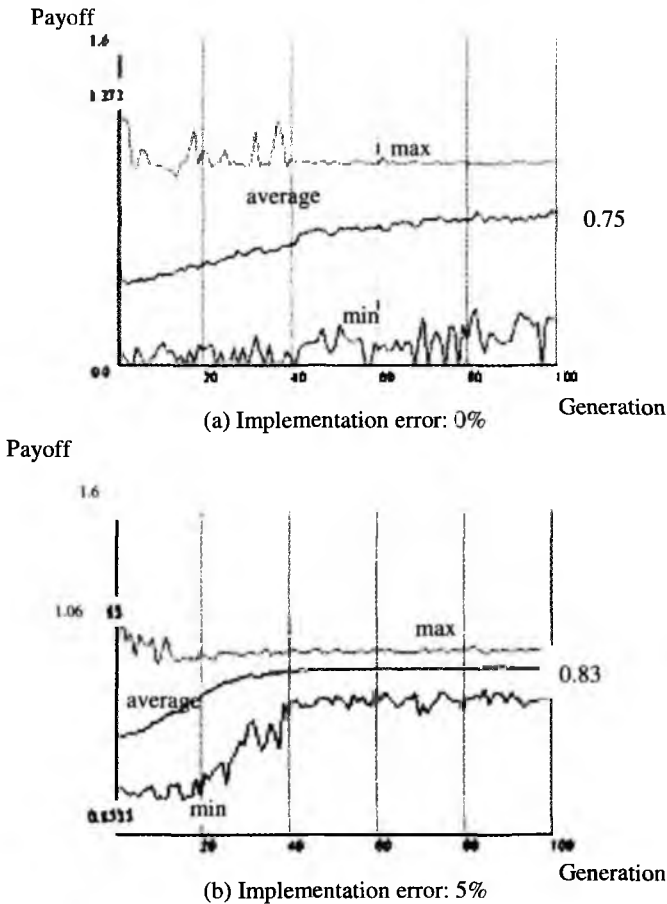 Payoff
1.6
max
average
0.75
min
0.0
20
40
60
80
100
Generation
(a) Implementation error: 0%
Payoff
1.6
1.06
max
average
0.83
min
20
40
60
80
100
Generation
(b) Implementation error: 5%